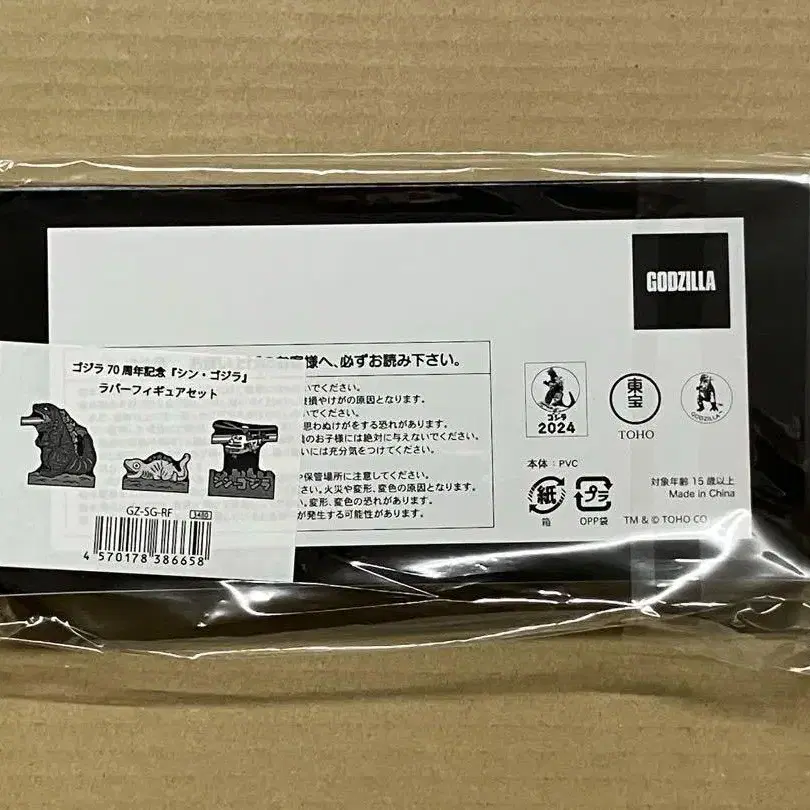 GODZILLA
様へ、必ずお読み下さい。
いでください。
破損やけがの原因となります。
思わぬけがをする恐れがあります。
のお子様には絶対に与えないでください。
いには充分気をつけてください。
保管場所に注意してください。
い。火災や変形、変色の原因となります。
い。変形、変色の恐れがあります。
が発生する可能性があります。
ゴジラ 70 周年記念『シン・ゴジラ』
ラバーフィギュアセット
シン・ゴジラ
GZ-SG-RF
3480
4 570178 386658
ゴジラ
2024
東宝
TOHO
GODZILLA
本体:PVC
紙
箱
プラ
OPP袋
対象年齢 15 歳以上
Made in China
TM & © TOHO CO